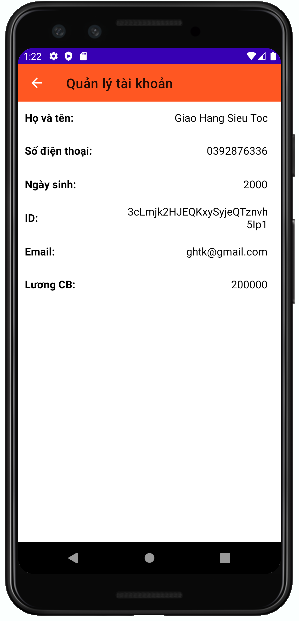 1:22
Quản lý tài khoản
Họ và tên: Giao Hang Sieu Toc
Số điện thoại: 0392876336
Ngày sinh: 2000
ID: 3cLmjk2HJEQKxySyjeQTznvh
5Ip1
Email: ghtk@gmail.com
Lương CB: 200000